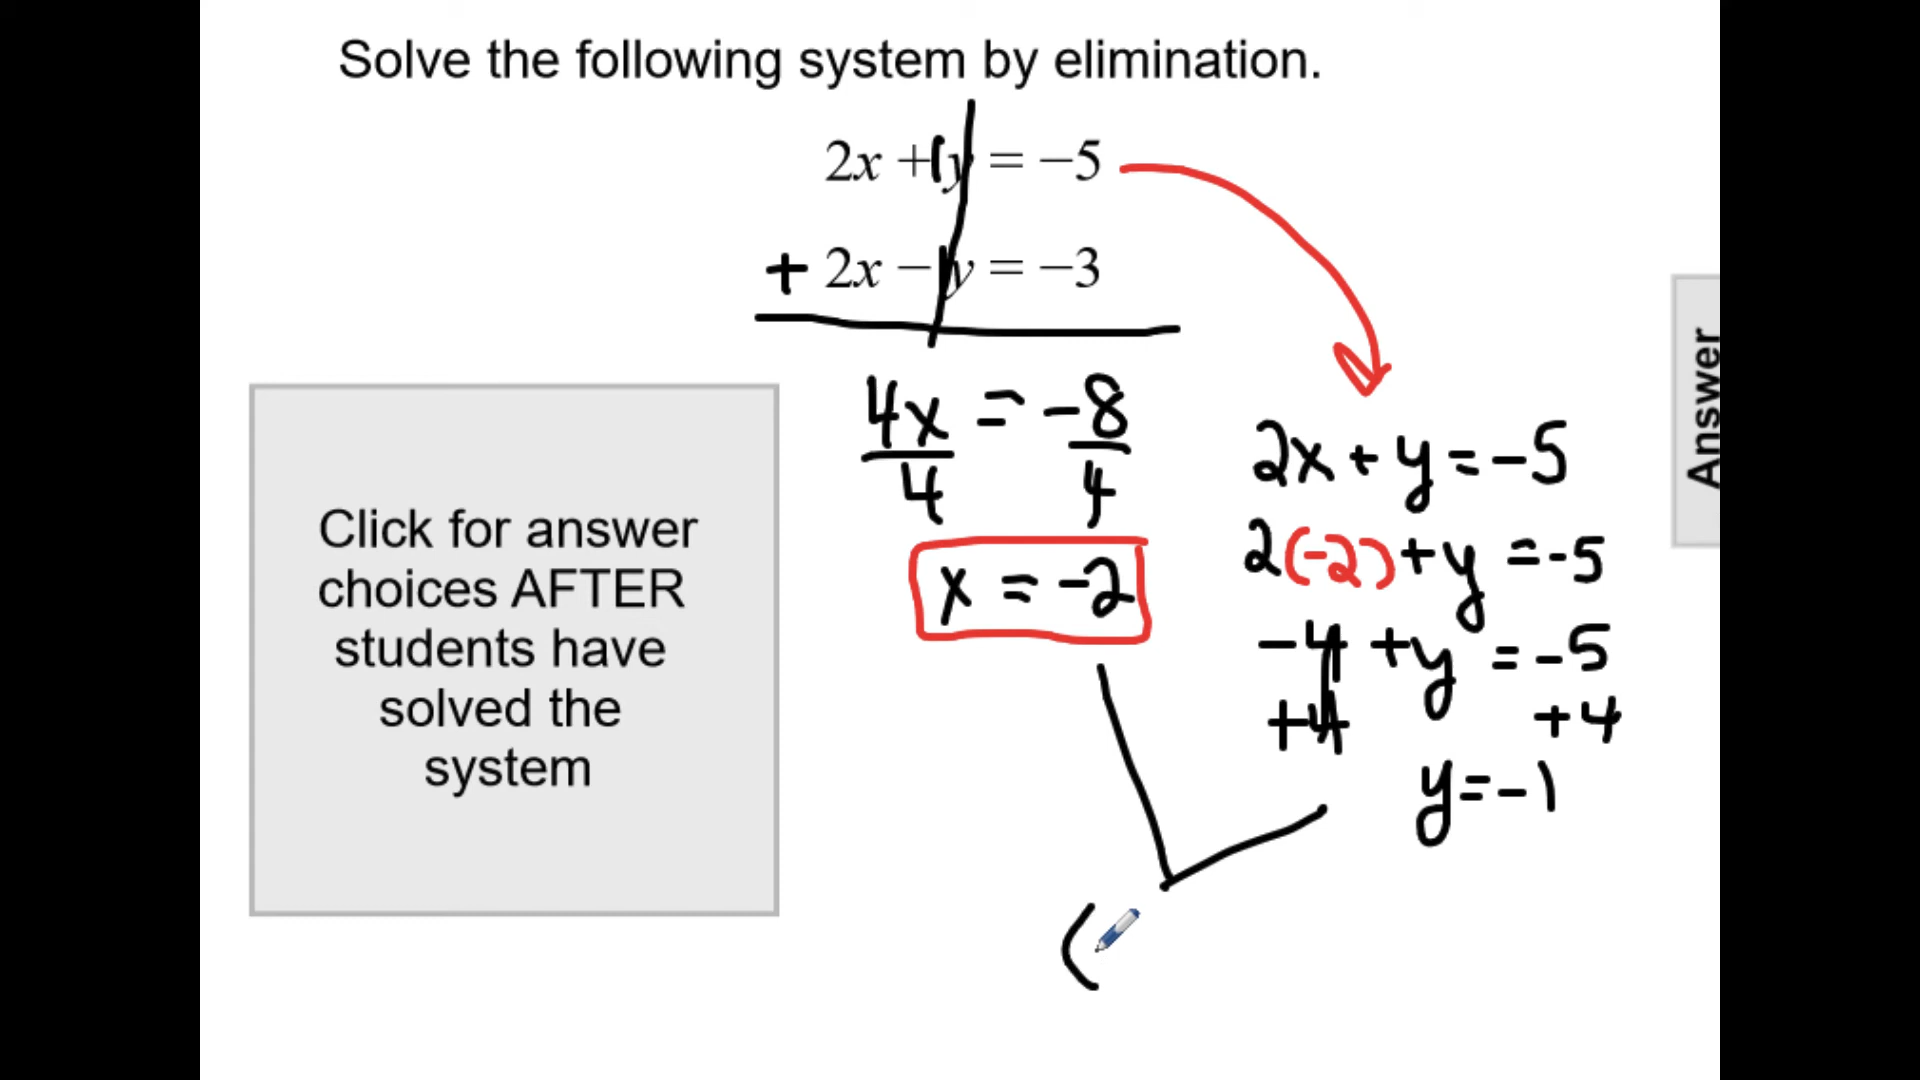 Solve the following system by elimination.
2x + 1y = −5
+ 2x − 1y = −3
4x = -8
4 4
x = -2
2x + y = -5
2(-2) + y = -5
-4 + y = -5
+4 +4
y = -1
(
Click for answer
choices AFTER
students have
solved the
system
Answer